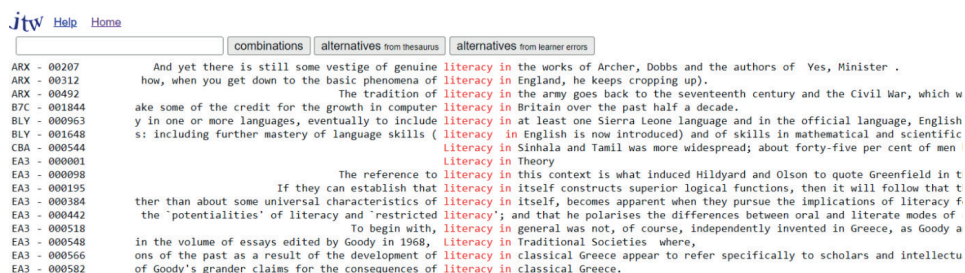 jtw Help Home
combinations alternatives from thesaurus alternatives from learner errors
ARX - 00207 And yet there is still some vestige of genuine literacy in the works of Archer, Dobbs and the authors of Yes, Minister .
ARX - 00312 how, when you get down to the basic phenomena of literacy in England, he keeps cropping up).
ARX - 00492 The tradition of literacy in the army goes back to the seventeenth century and the Civil War, which w
B7C - 001844 ake some of the credit for the growth in computer literacy in Britain over the past half a decade.
BLY - 000963 y in one or more languages, eventually to include literacy in at least one Sierra Leone language and in the official language, English
BLY - 001648 s: including further mastery of language skills ( literacy in English is now introduced) and of skills in mathematical and scientific
CBA - 000544 Literacy in Sinhala and Tamil was more widespread; about forty-five per cent of men
EA3 - 000001 Literacy in Theory
EA3 - 000098 The reference to literacy in this context is what induced Hildyard and Olson to quote Greenfield in t
EA3 - 000195 If they can establish that literacy in itself constructs superior logical functions, then it will follow that t
EA3 - 000384 ther than about some universal characteristics of literacy in itself, becomes apparent when they pursue the implications of literacy f
EA3 - 000442 the `potentialities' of literacy and `restricted literacy'; and that he polarises the differences between oral and literate modes of
EA3 - 000518 To begin with, literacy in general was not, of course, independently invented in Greece, as Goody a
EA3 - 000548 in the volume of essays edited by Goody in 1968, Literacy in Traditional Societies where,
EA3 - 000566 ons of the past as a result of the development of literacy in classical Greece appear to refer specifically to scholars and intellectu
EA3 - 000582 of Goody's grander claims for the consequences of literacy in classical Greece.